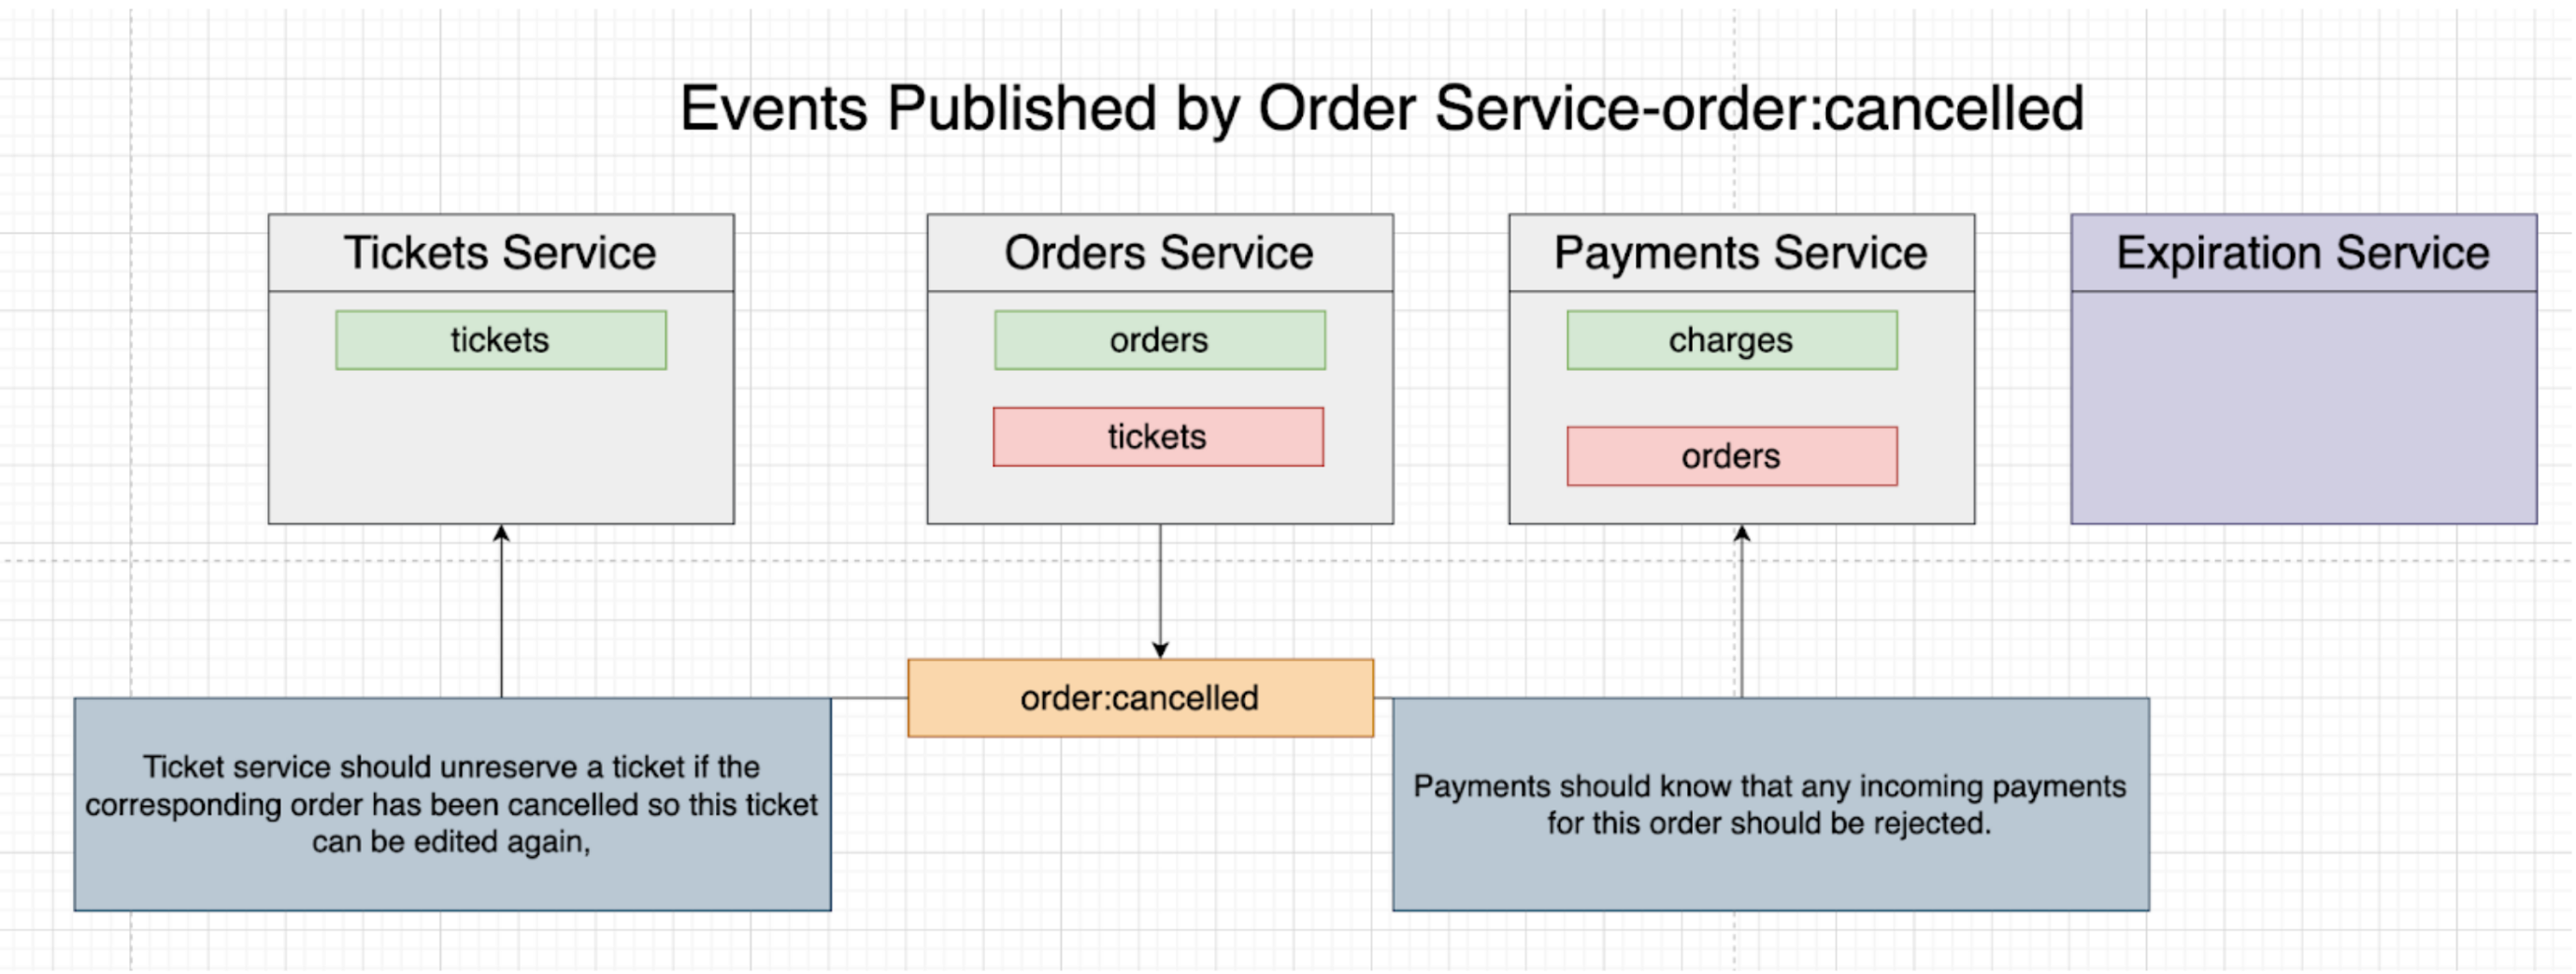 Events Published by Order Service-order:cancelled
Tickets Service
tickets
Orders Service
orders
tickets
Payments Service
charges
orders
Expiration Service
order:cancelled
Ticket service should unreserve a ticket if the
corresponding order has been cancelled so this ticket
can be edited again,
Payments should know that any incoming payments
for this order should be rejected.